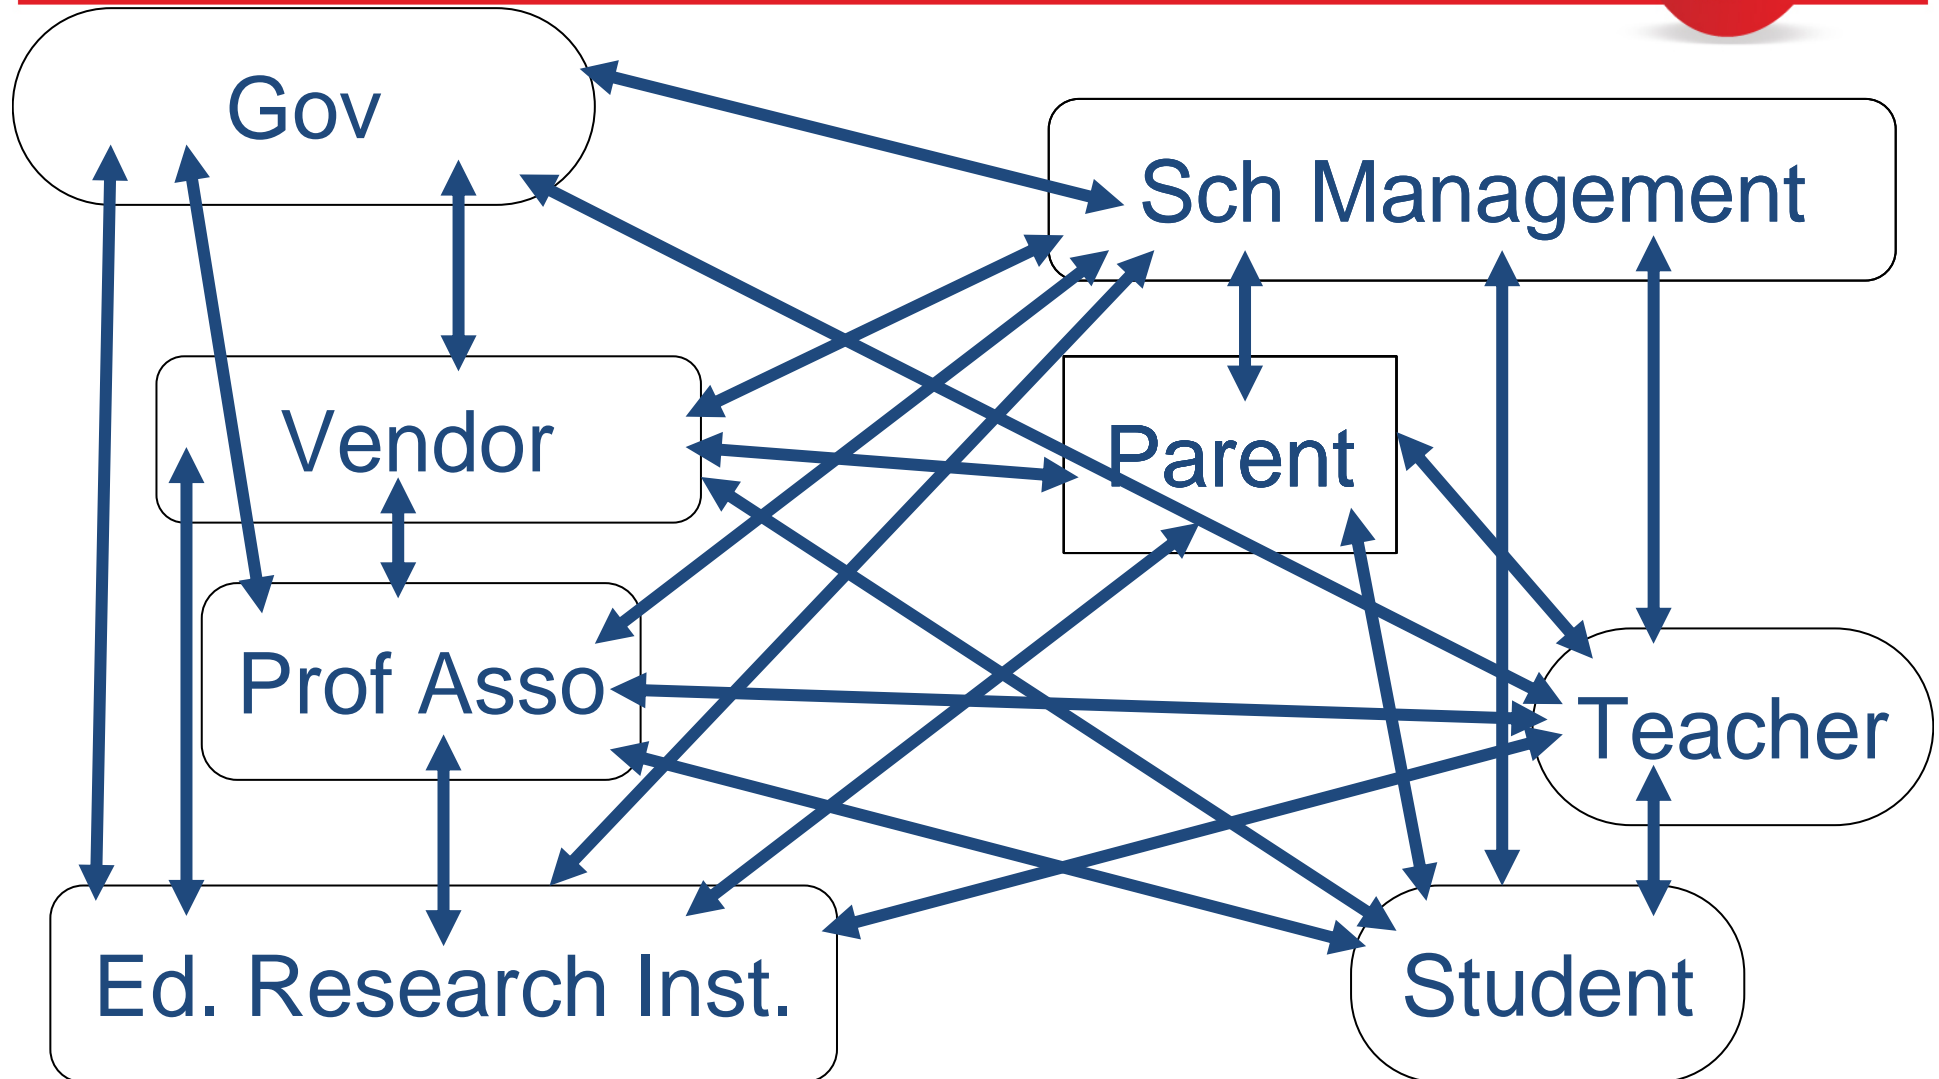 Gov
Sch Management
Vendor
Parent
Prof Asso
Teacher
Ed. Research Inst.
Student